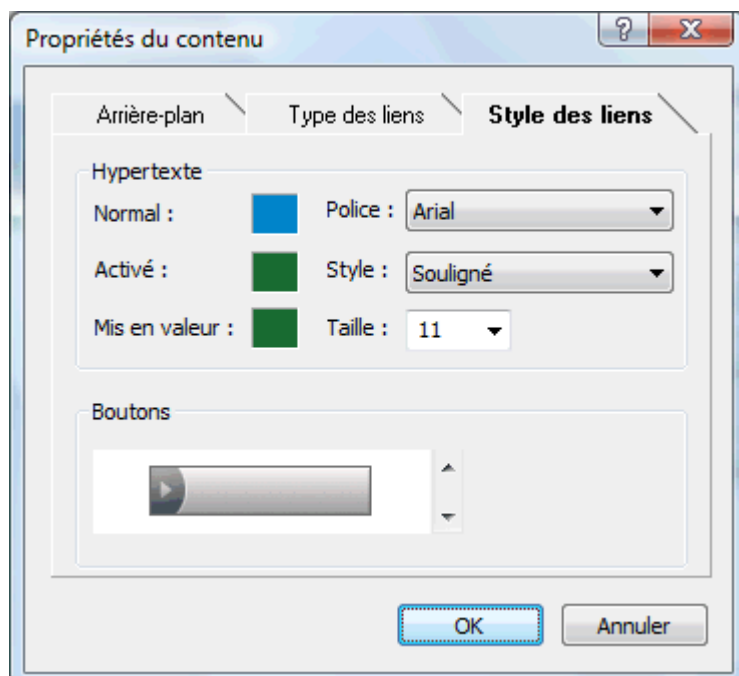 Propriétés du contenu
Arrière-plan Type des liens Style des liens
Hypertexte
Normal : Police : Arial
Activé : Style : Souligné
Mis en valeur : Taille : 11
Boutons
OK Annuler